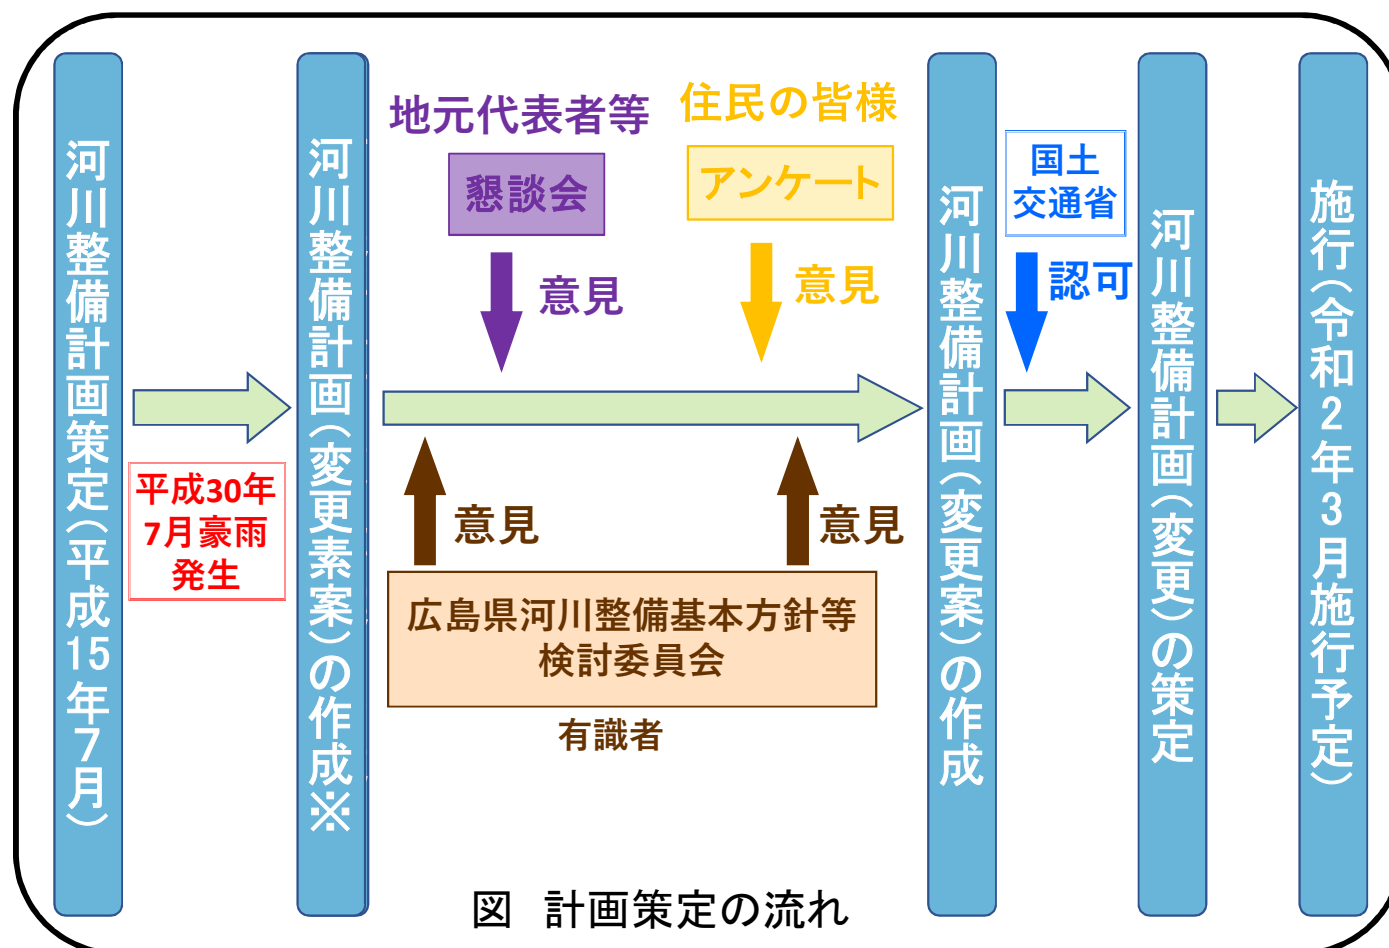 河川整備計画策定(平成15年7月)
平成30年
7月豪雨
発生
河川整備計画(変更素案)の作成※
地元代表者等
懇談会
意見
住民の皆様
アンケート
意見
意見
意見
広島県河川整備基本方針等
検討委員会
有識者
河川整備計画(変更案)の作成
国土
交通省
認可
河川整備計画(変更)の策定
施行(令和2年3月施行予定)
図　計画策定の流れ